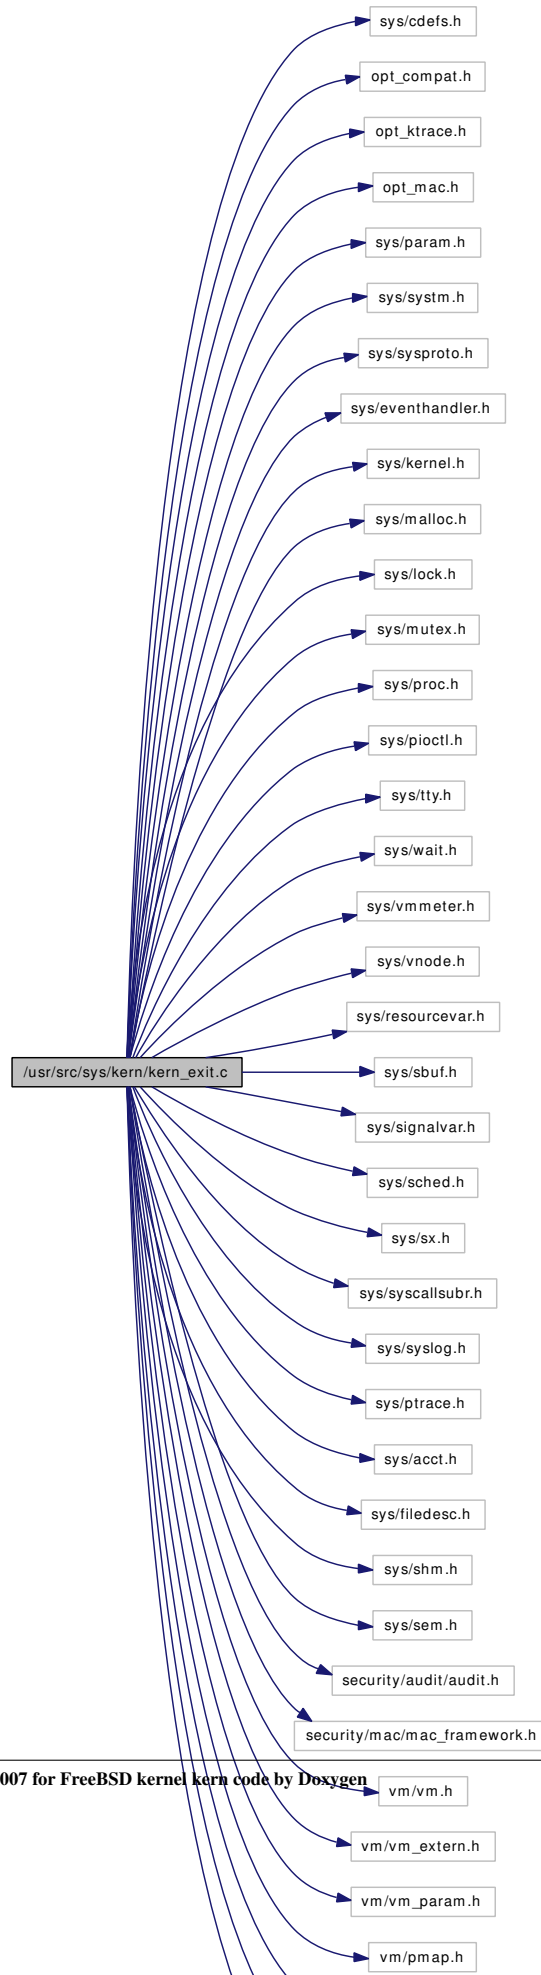 sys/cdefs.h
opt_compat.h
opt_ktrace.h
opt_mac.h
sys/param.h
sys/systm.h
sys/sysproto.h
sys/eventhandler.h
sys/kernel.h
sys/malloc.h
sys/lock.h
sys/mutex.h
sys/proc.h
sys/pioctl.h
sys/tty.h
sys/wait.h
sys/vmmeter.h
sys/vnode.h
sys/resourcevar.h
/usr/src/sys/kern/kern_exit.c
sys/sbuf.h
sys/signalvar.h
sys/sched.h
sys/sx.h
sys/syscallsubr.h
sys/syslog.h
sys/ptrace.h
sys/acct.h
sys/filedesc.h
sys/shm.h
sys/sem.h
security/audit/audit.h
security/mac/mac_framework.h
007 for FreeBSD kernel kern code by Doxygen
vm/vm.h
vm/vm_extern.h
vm/vm_param.h
vm/pmap.h